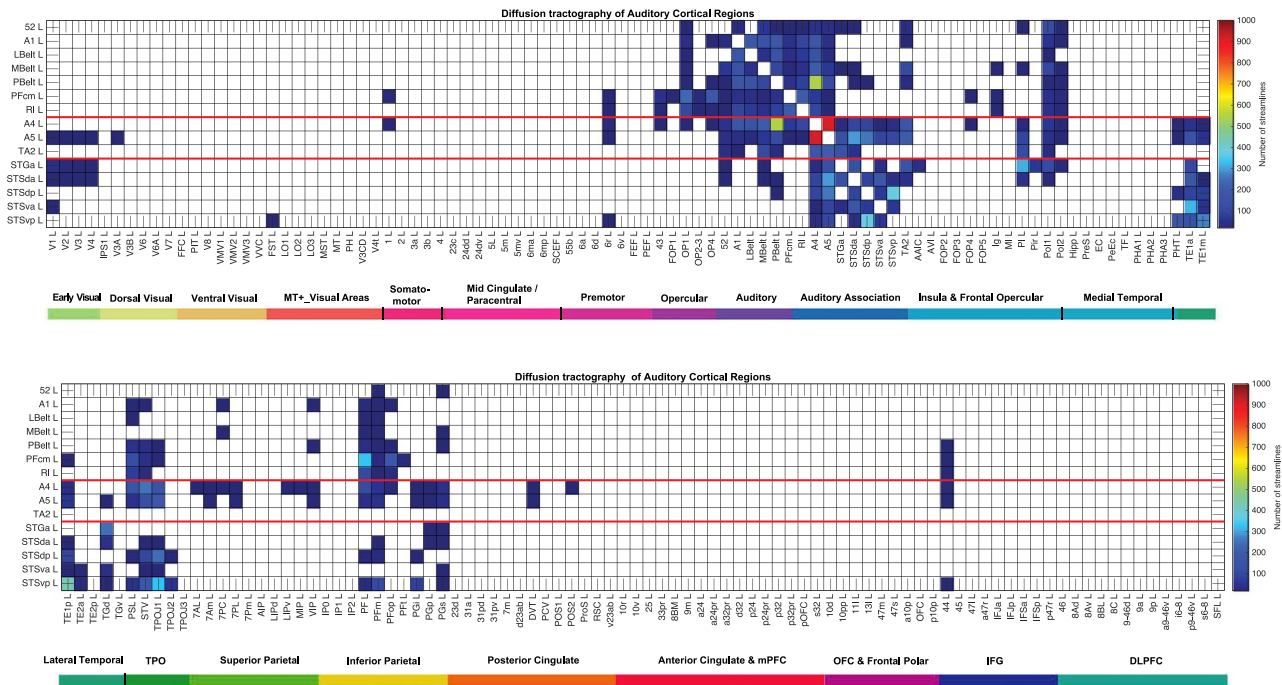 Diffusion tractography of Auditory Cortical Regions
52 L
A1 L
LBelt L
MBelt L
PBelt L
PFcm L
RI L
A4 L
A5 L
TA2 L
STGa L
STSda L
STSdp L
STSva L
STSvp L
1000
900
800
700
600
500
400
300
200
100
Number of streamlines
V1 L
V2 L
V3 L
V4 L
IPS1 L
V3A L
V3B L
V6 L
V6A L
V7 L
FFC L
PIT L
V8 L
VMV1 L
VMV2 L
VMV3 L
VVC L
FST L
LO1 L
LO2 L
LO3 L
MST L
MT L
PH L
V3CD L
V4t L
1 L
2 L
3a L
3b L
4 L
23c L
24dd L
24dv L
5L L
5m L
5mv L
6ma L
6mp L
SCEF L
55b L
6a L
6d L
6r L
6v L
FEF L
PEF L
43 L
FOP1 L
OP1 L
OP2-3 L
OP4 L
52 L
A1 L
LBelt L
MBelt L
PBelt L
PFcm L
RI L
A4 L
A5 L
STGa L
STSda L
STSdp L
STSva L
STSvp L
TA2 L
AAIC L
AVI L
FOP2 L
FOP3 L
FOP4 L
FOP5 L
Ig L
MI L
PI L
Pir L
PoI1 L
PoI2 L
Hipp L
PreS L
EC L
PeEc L
TF L
PHA1 L
PHA2 L
PHA3 L
PHT L
TE1a L
TE1m L
Early Visual
Dorsal Visual
Ventral Visual
MT+_Visual Areas
Somato-
motor
Mid Cingulate /
Paracentral
Premotor
Opercular
Auditory
Auditory Association
Insula & Frontal Opercular
Medial Temporal
Diffusion tractography of Auditory Cortical Regions
52 L
A1 L
LBelt L
MBelt L
PBelt L
PFcm L
RI L
A4 L
A5 L
TA2 L
STGa L
STSda L
STSdp L
STSva L
STSvp L
1000
900
800
700
600
500
400
300
200
100
Number of streamlines
TE1p L
TE2a L
TE2p L
TGd L
TGv L
PSL L
STV L
TPOJ1 L
TPOJ2 L
TPOJ3 L
7AL L
7Am L
7PC L
7PL L
7Pm L
AIP L
LIPd L
LIPv L
MIP L
VIP L
IP0 L
IP1 L
IP2 L
PF L
PFm L
PFop L
PFt L
PGi L
PGp L
PGs L
23d L
31a L
31pd L
31pv L
7m L
d23ab L
DVT L
PCV L
POS1 L
POS2 L
ProS L
RSC L
v23ab L
10r L
10v L
25 L
33pr L
8BM L
9m L
a24 L
a24pr L
a32pr L
d32 L
p24 L
p24pr L
p32 L
p32pr L
pOFC L
s32 L
10d L
10pp L
11l L
13l L
47m L
47s L
a10p L
OFC L
p10p L
44 L
45 L
47l L
a47r L
IFJa L
IFJp L
IFSa L
IFSp L
p47r L
46 L
8Ad L
8Av L
8BL L
8C L
9-46d L
9a L
9p L
a9-46v L
i6-8 L
p9-46v L
s6-8 L
SFL L
Lateral Temporal
TPO
Superior Parietal
Inferior Parietal
Posterior Cingulate
Anterior Cingulate & mPFC
OFC & Frontal Polar
IFG
DLPFC